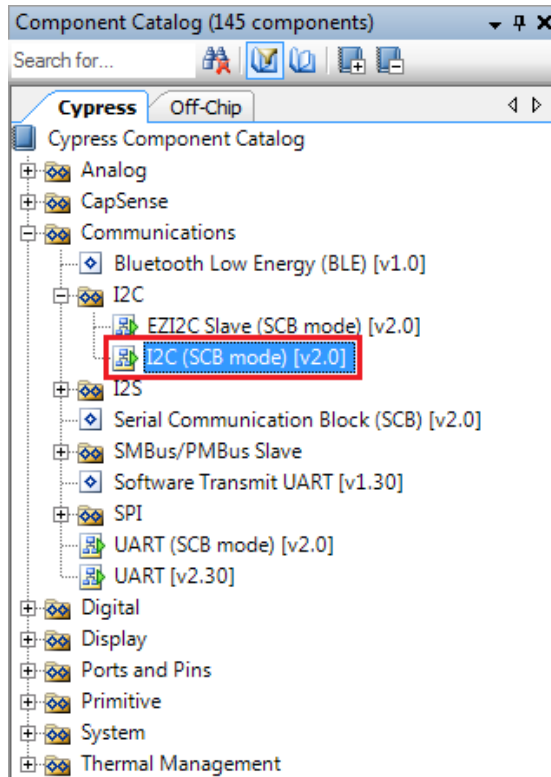 Component Catalog (145 components)
Search for...
Cypress Off-Chip
Cypress Component Catalog
Analog
CapSense
Communications
Bluetooth Low Energy (BLE) [v1.0]
I2C
EZI2C Slave (SCB mode) [v2.0]
I2C (SCB mode) [v2.0]
I2S
Serial Communication Block (SCB) [v2.0]
SMBus/PMBus Slave
Software Transmit UART [v1.30]
SPI
UART (SCB mode) [v2.0]
UART [v2.30]
Digital
Display
Ports and Pins
Primitive
System
Thermal Management